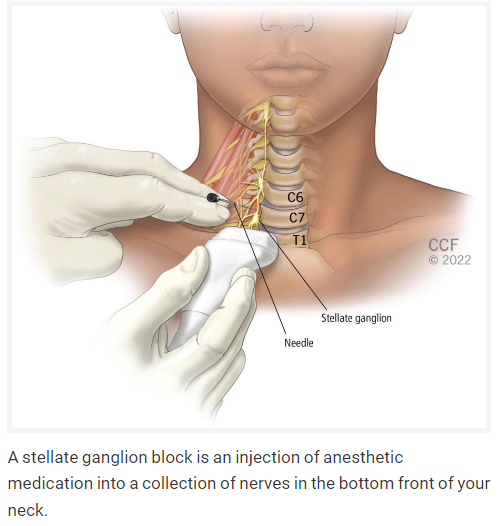 C6
C7
T1
CCF
© 2022
Stellate ganglion
Needle
A stellate ganglion block is an injection of anesthetic
medication into a collection of nerves in the bottom front of your
neck.